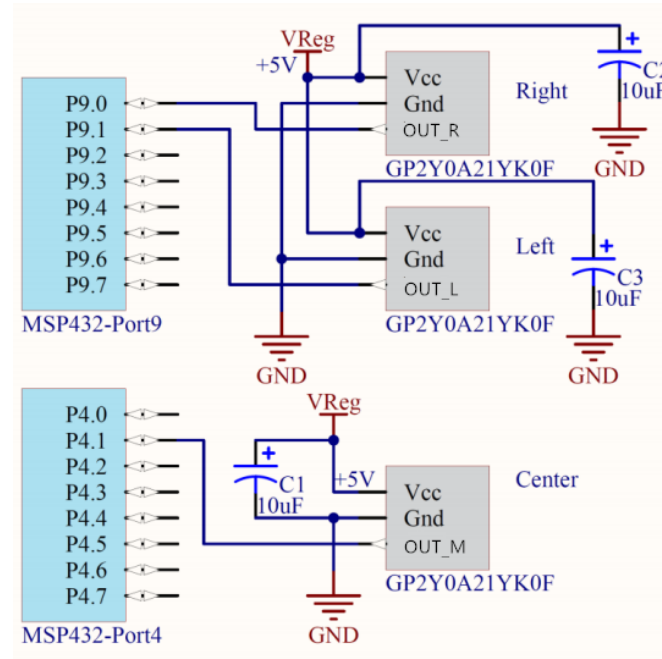 VReg
+5V
C2
10uF
GND
P9.0
P9.1
P9.2
P9.3
P9.4
P9.5
P9.6
P9.7
MSP432-Port9
Vcc
Gnd
OUT_R
Right
GP2Y0A21YK0F
Vcc
Gnd
OUT_L
Left
GP2Y0A21YK0F
C3
10uF
GND
GND
P4.0
P4.1
P4.2
P4.3
P4.4
P4.5
P4.6
P4.7
MSP432-Port4
VReg
+5V
C1
10uF
Vcc
Gnd
OUT_M
Center
GP2Y0A21YK0F
GND